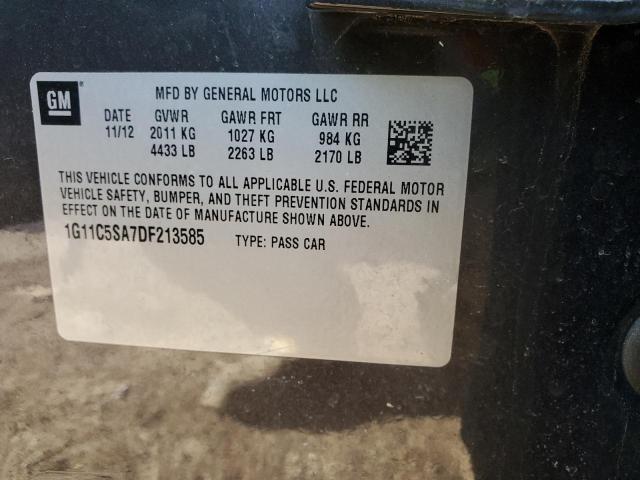 GM
MFD BY GENERAL MOTORS LLC
DATE GVWR GAWR FRT GAWR RR
11/12 2011 KG 1027 KG 984 KG
4433 LB 2263 LB 2170 LB
THIS VEHICLE CONFORMS TO ALL APPLICABLE U.S. FEDERAL MOTOR
VEHICLE SAFETY, BUMPER, AND THEFT PREVENTION STANDARDS IN
EFFECT ON THE DATE OF MANUFACTURE SHOWN ABOVE.
1G11C5SA7DF213585 TYPE: PASS CAR